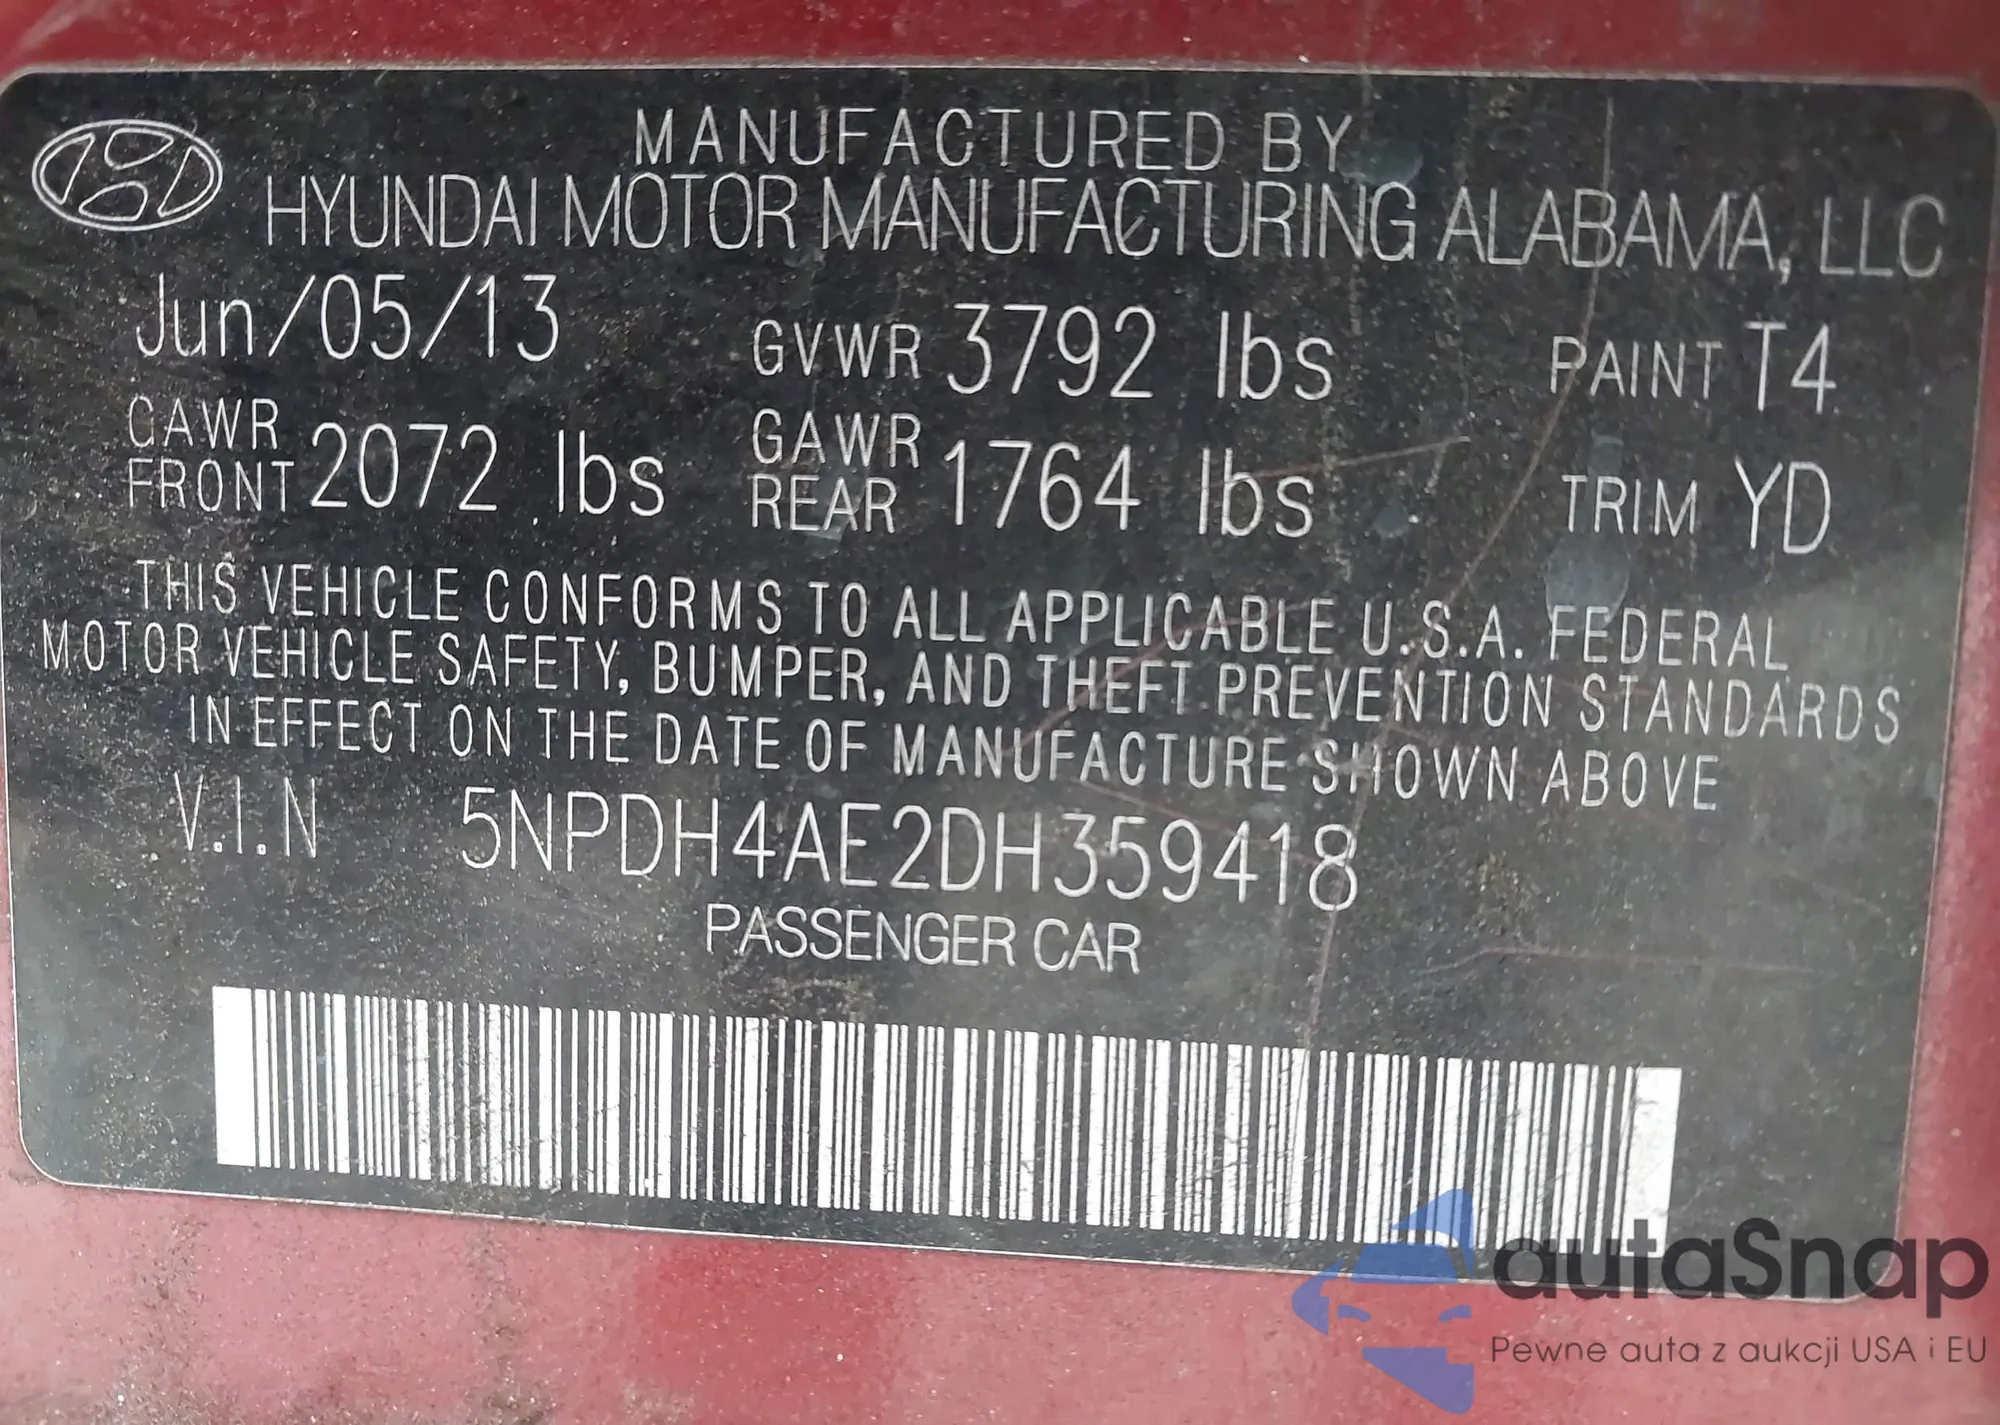 MANUFACTURED BY
HYUNDAI MOTOR MANUFACTURING ALABAMA, LLC
Jun/05/13 GVWR 3792 lbs PAINT T4
GAWR FRONT 2072 lbs GAWR REAR 1764 lbs TRIM YD
THIS VEHICLE CONFORMS TO ALL APPLICABLE U.S.A. FEDERAL
MOTOR VEHICLE SAFETY, BUMPER, AND THEFT PREVENTION STANDARDS
IN EFFECT ON THE DATE OF MANUFACTURE SHOWN ABOVE
V.I.N 5NPDH4AE2DH359418
PASSENGER CAR
autaSnap
Pewne auta z aukcji USA i EU